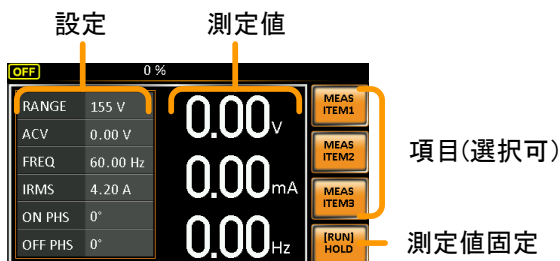 設定
測定値
OFF
0 %
RANGE 155 V
ACV 0.00 V
FREQ 60.00 Hz
IRMS 4.20 A
ON PHS 0°
OFF PHS 0°
0.00V
0.00mA
0.00Hz
MEAS
ITEM1
MEAS
ITEM2
MEAS
ITEM3
[RUN]
HOLD
項目(選択可)
測定値固定